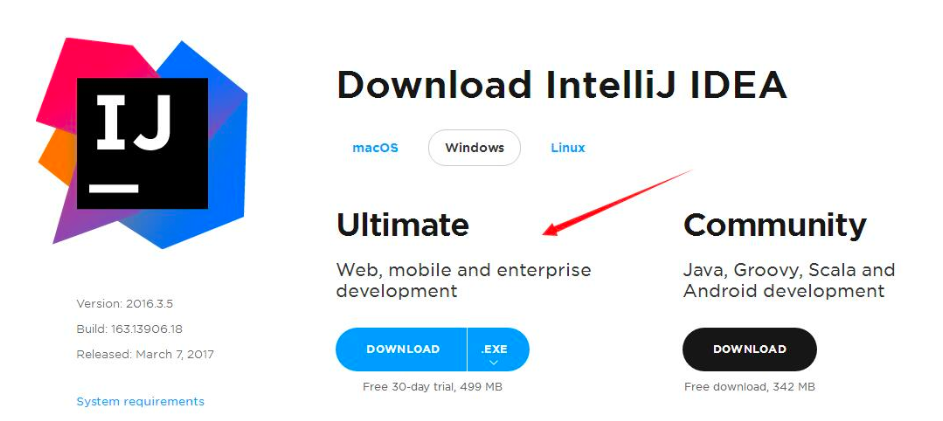 IJ
Download IntelliJ IDEA
macOS
Windows
Linux
Ultimate
Web, mobile and enterprise
development
DOWNLOAD
.EXE
Free 30-day trial, 499 MB
Community
Java, Groovy, Scala and
Android development
DOWNLOAD
Free download, 342 MB
Version: 2016.3.5
Build: 163.13906.18
Released: March 7, 2017
System requirements